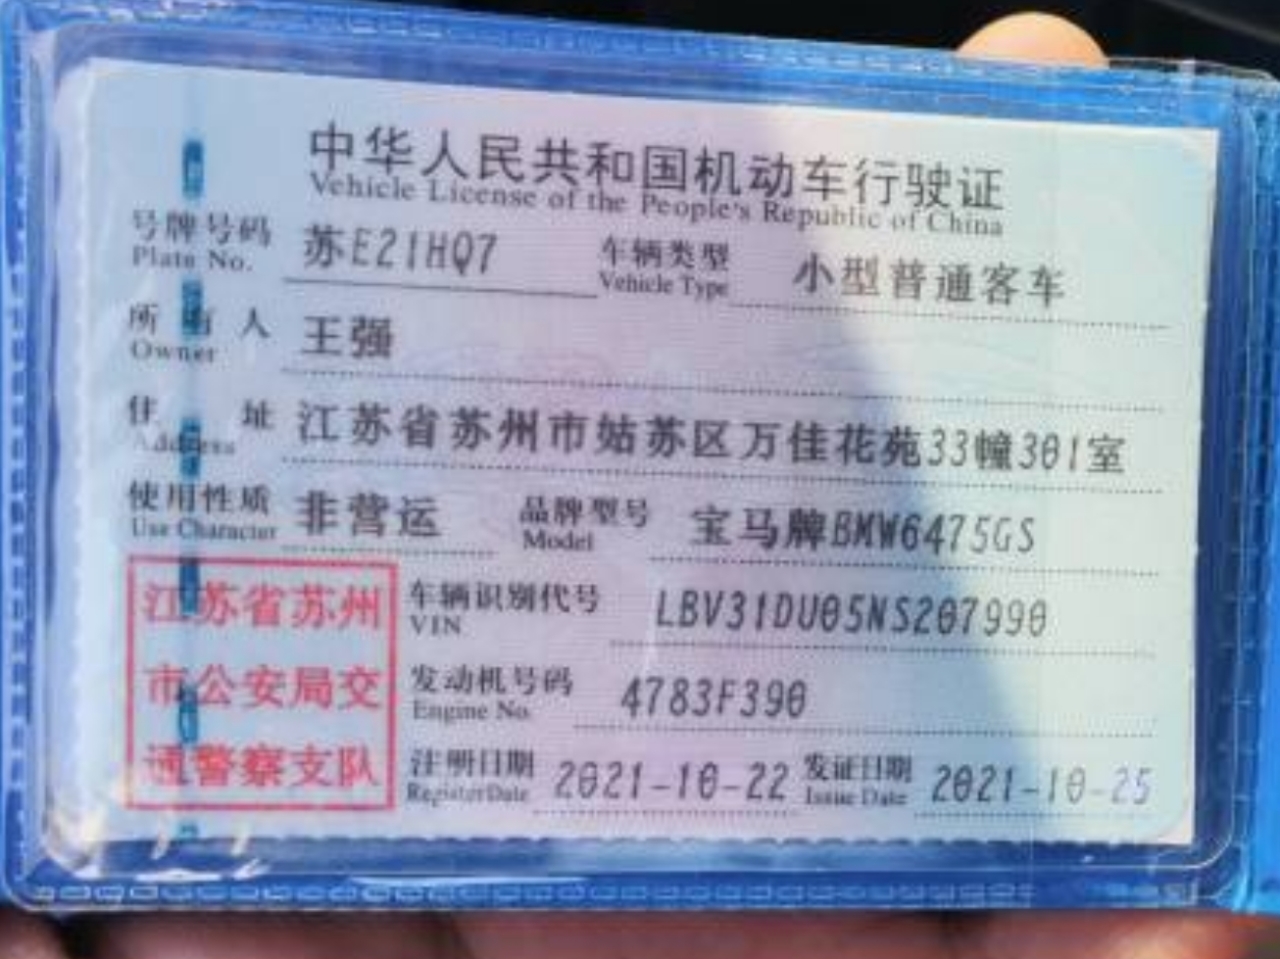 中华人民共和国机动车行驶证
Vehicle License of the People's Republic of China
号牌号码 苏E21HQ7 车辆类型 小型普通客车
Plate No. Vehicle Type
所有人 王强
Owner
住址 江苏省苏州市姑苏区万佳花苑33幢301室
Address
使用性质 非营运 品牌型号 宝马牌BMW6475GS
Use Character Model
江苏省苏州
市公安局交
通警察支队
车辆识别代号 LBV31DU05NS207990
VIN
发动机号码 4783F390
Engine No.
注册日期 2021-10-22 发证日期 2021-10-25
Register Date Issue Date